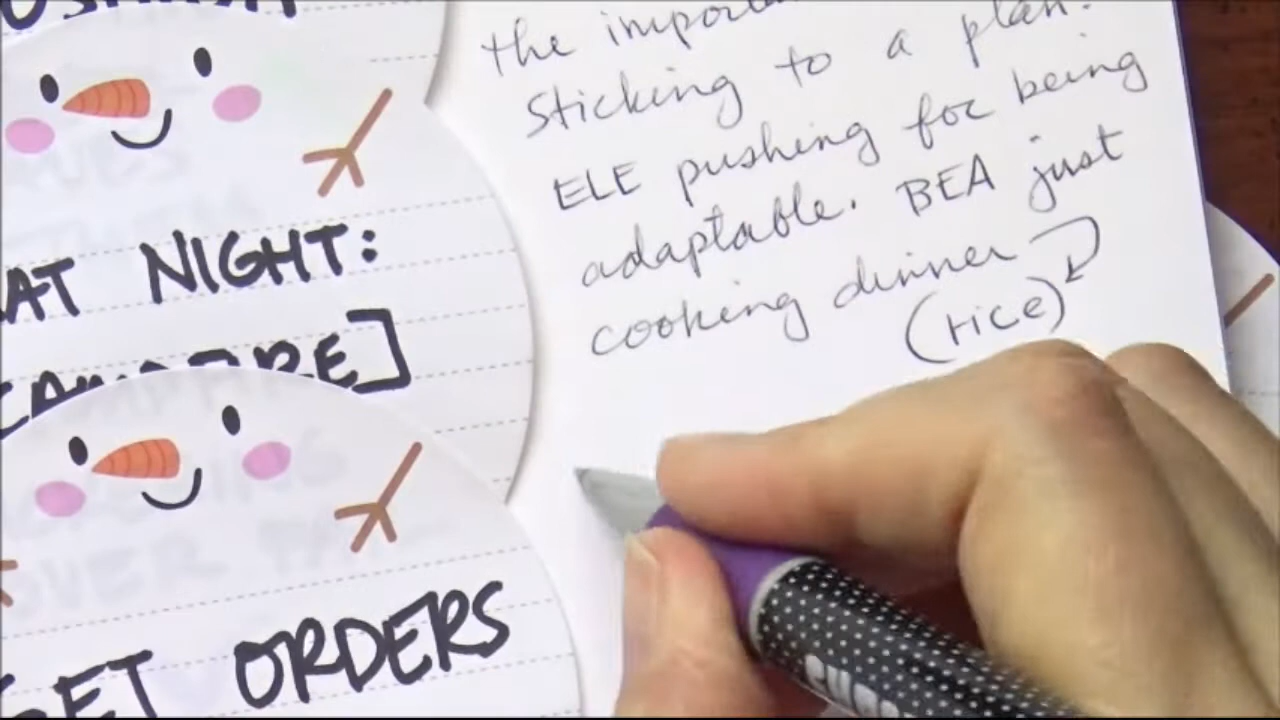 NIGHT:
ORDERS
the
sticking to a plan.
ELE pushing for being
adaptable. BEA just
cooking dinner
(rice)